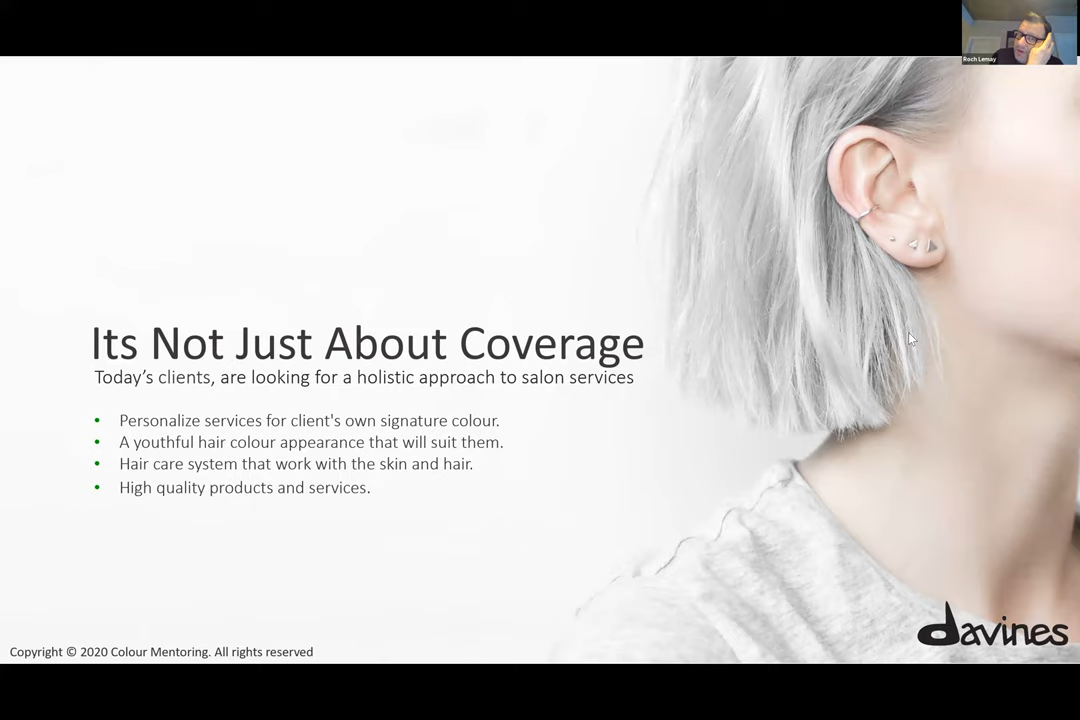 Roch Lemay
Its Not Just About Coverage
Today’s clients, are looking for a holistic approach to salon services
• Personalize services for client's own signature colour.
• A youthful hair colour appearance that will suit them.
• Hair care system that work with the skin and hair.
• High quality products and services.
davines
Copyright © 2020 Colour Mentoring. All rights reserved